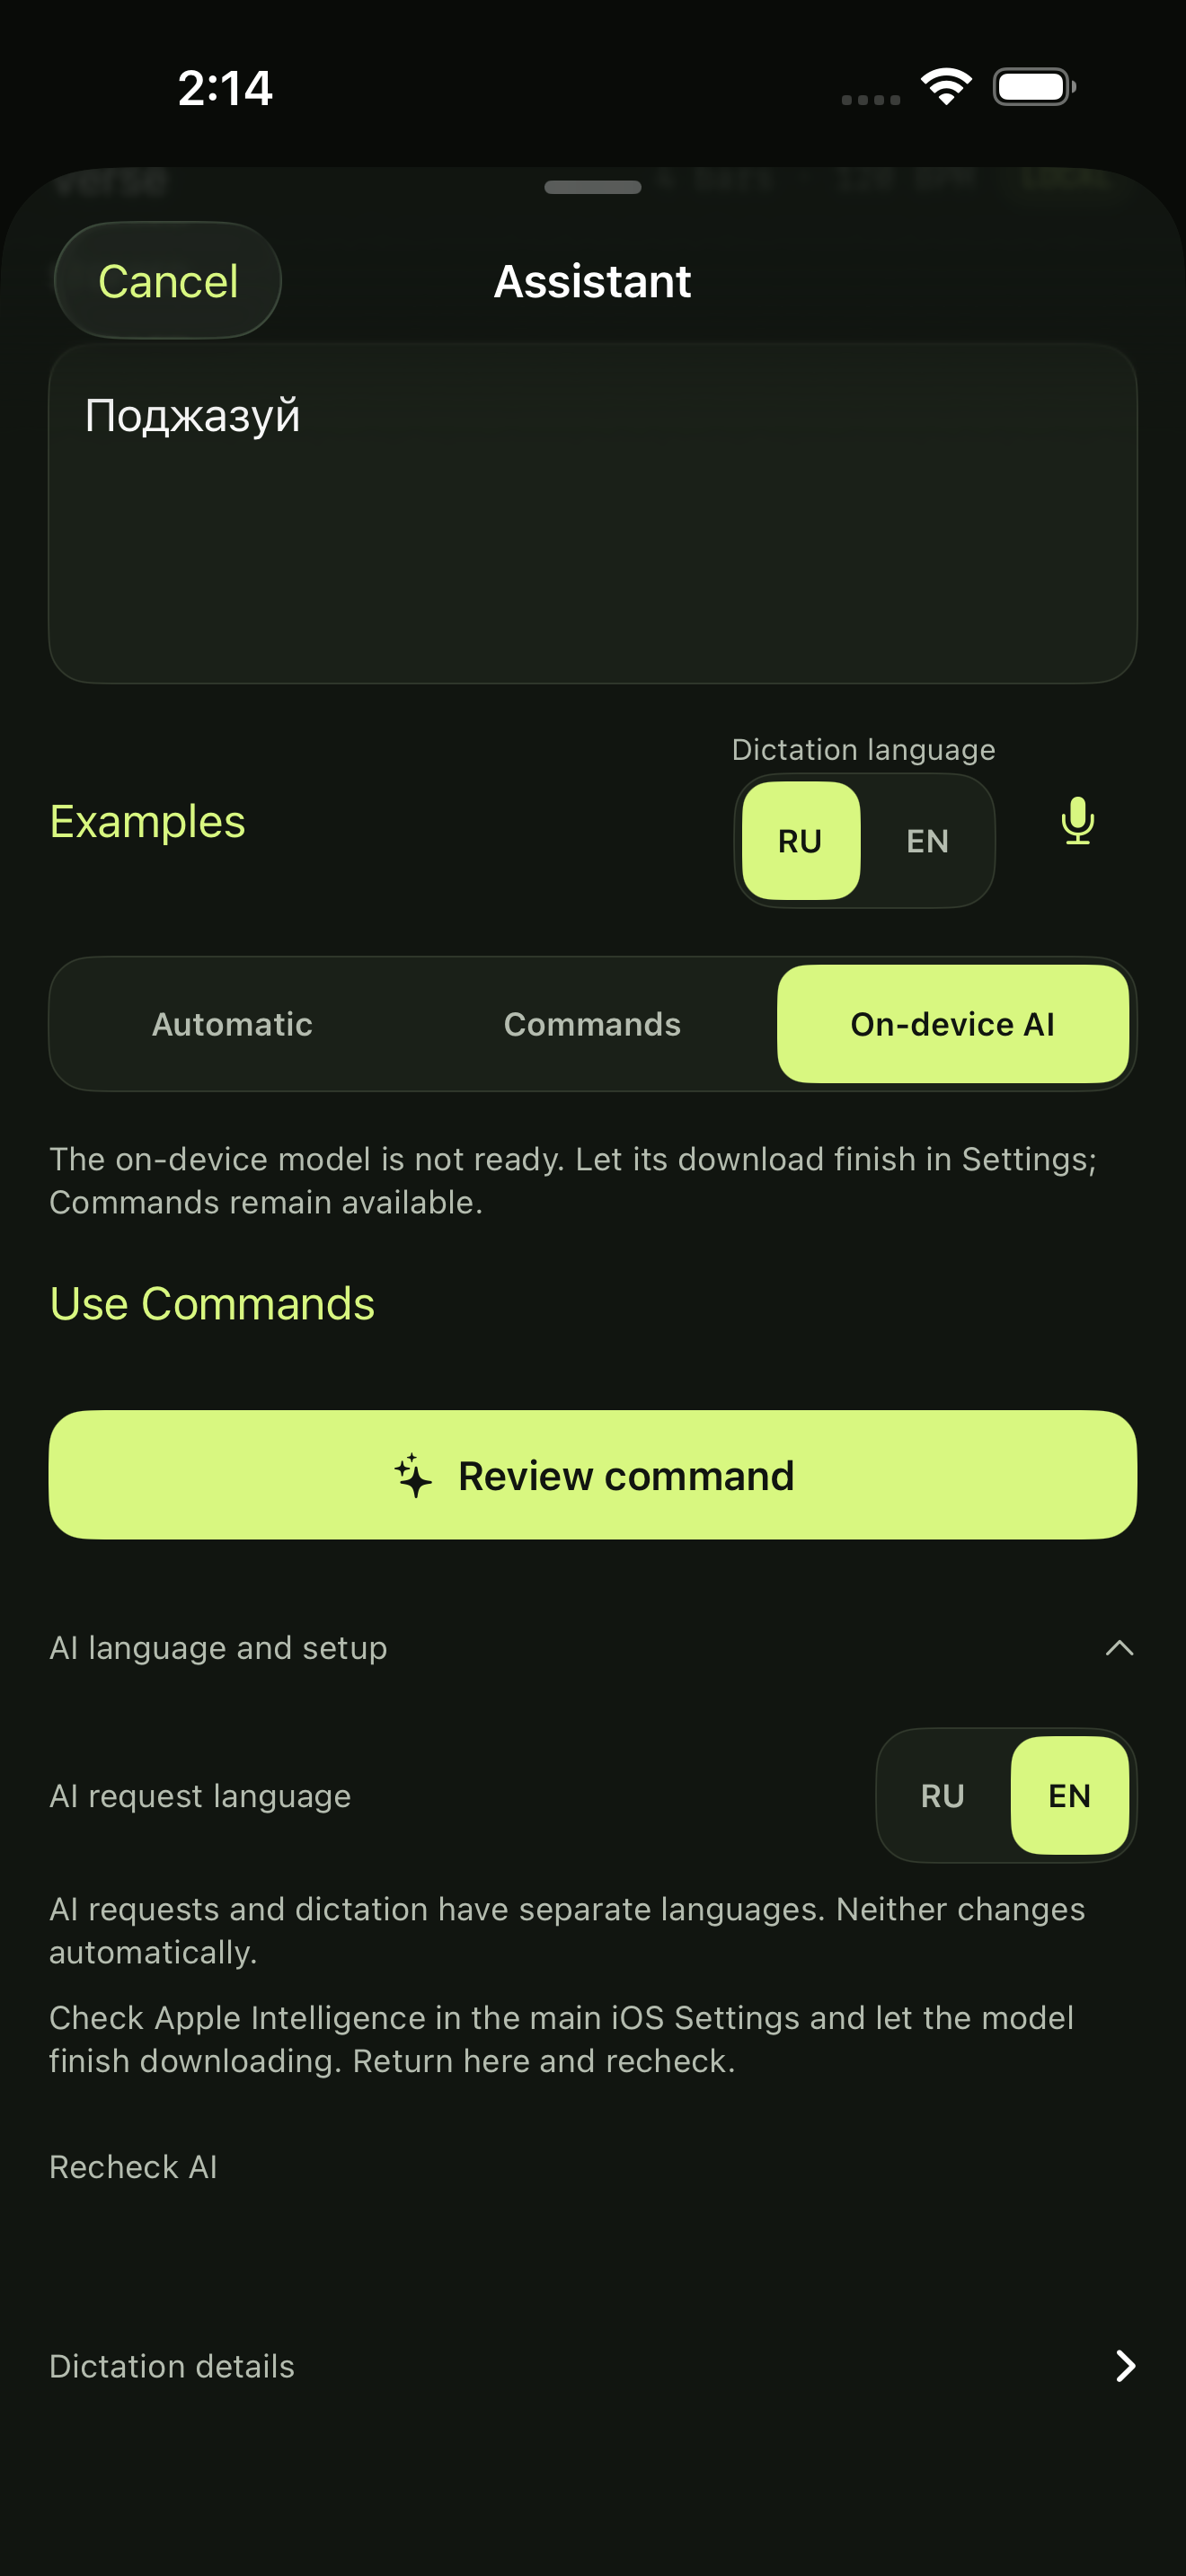 2:14
verse
Cancel
Assistant
Поджазуй
Dictation language
Examples
RU
EN
Automatic
Commands
On-device AI
The on-device model is not ready. Let its download finish in Settings;
Commands remain available.
Use Commands
Review command
AI language and setup
AI request language
RU
EN
AI requests and dictation have separate languages. Neither changes
automatically.
Check Apple Intelligence in the main iOS Settings and let the model
finish downloading. Return here and recheck.
Recheck AI
Dictation details